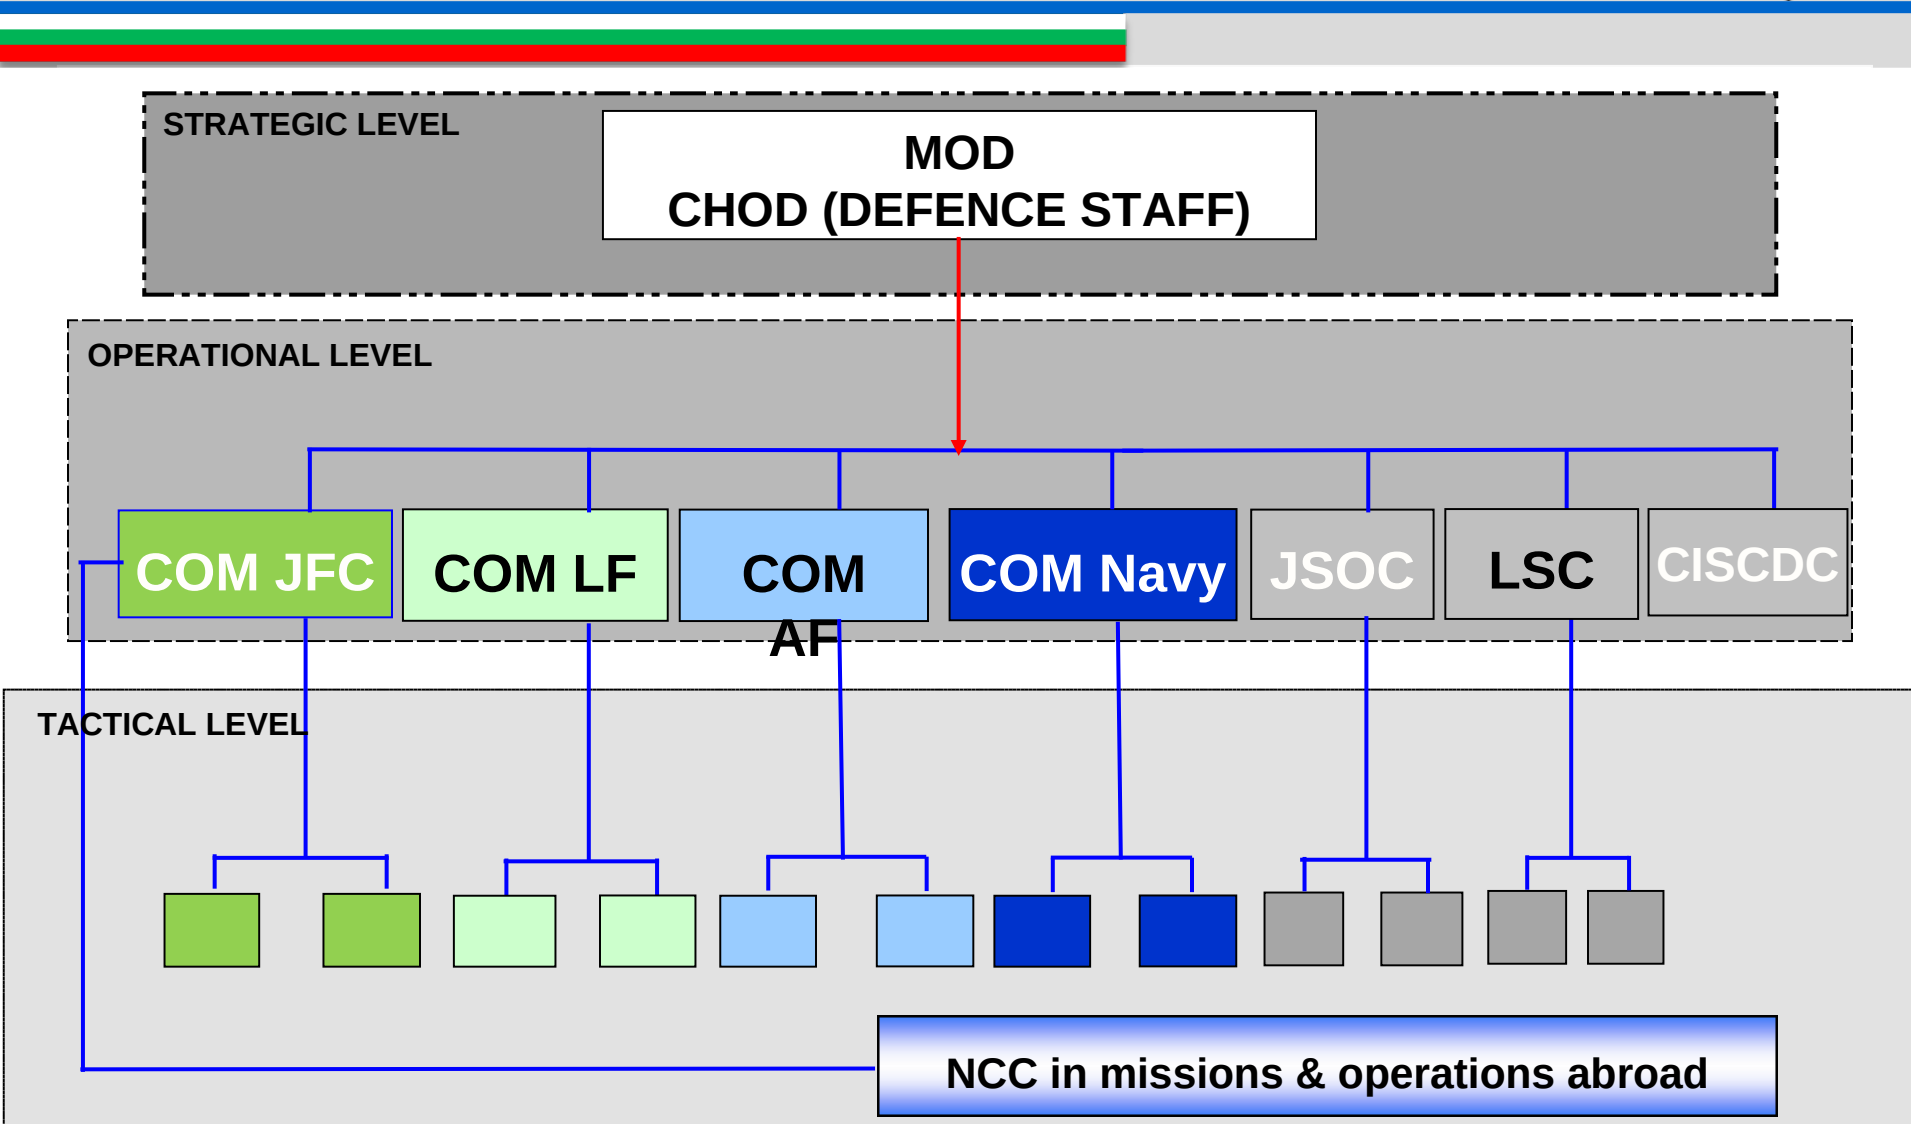 STRATEGIC LEVEL
MOD
CHOD (DEFENCE STAFF)
OPERATIONAL LEVEL
COM JFC
COM LF
COM
AF
COM Navy
JSOC
LSC
CISCDC
TACTICAL LEVEL
NCC in missions & operations abroad